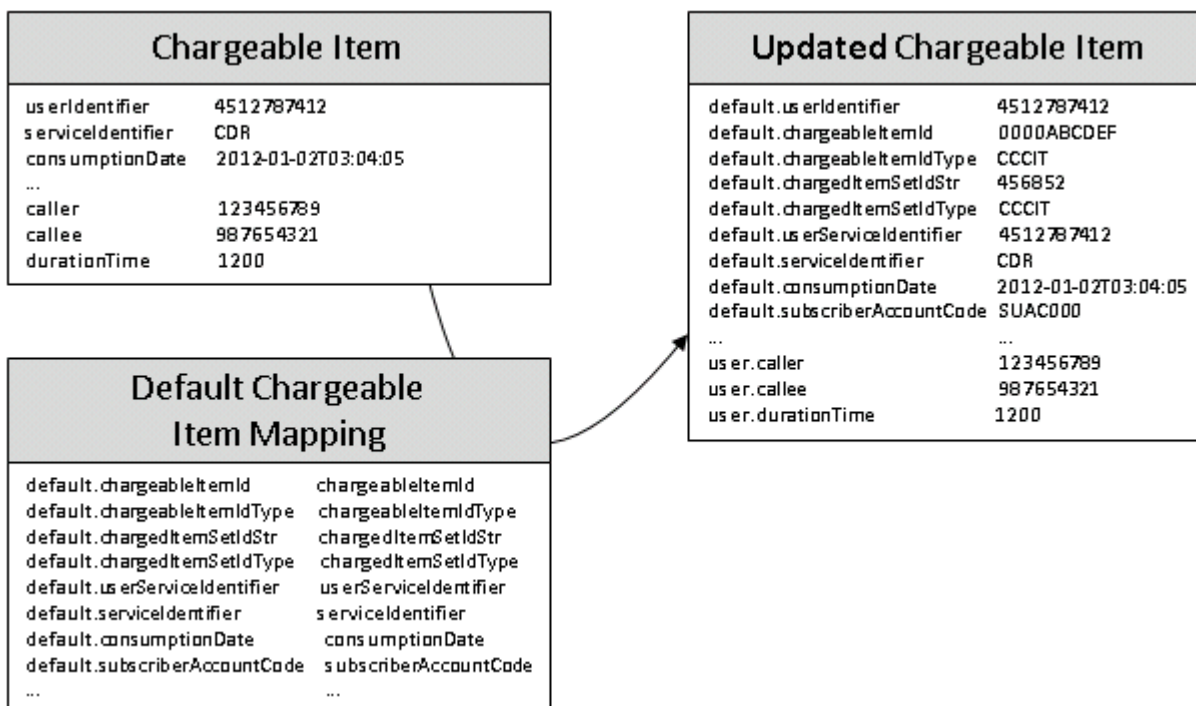 Chargeable Item
userIdentifier 4512787412
serviceIdentifier CDR
consumptionDate 2012-01-02T03:04:05
...
caller 123456789
callee 987654321
durationTime 1200
Default Chargeable
Item Mapping
default.chargeableItemId chargeableItemId
default.chargeableItemIdType chargeableItemIdType
default.chargedItemSetIdStr chargedItemSetIdStr
default.chargedItemSetIdType chargedItemSetIdType
default.userServiceIdentifier userServiceIdentifier
default.serviceIdentifier serviceIdentifier
default.consumptionDate consumptionDate
default.subscriberAccountCode subscriberAccountCode
... ...
Updated Chargeable Item
default.userIdentifier 4512787412
default.chargeableItemId 0000ABCDEF
default.chargeableItemIdType CCCIT
default.chargedItemSetIdStr 456852
default.chargedItemSetIdType CCCIT
default.userServiceIdentifier 4512787412
default.serviceIdentifier CDR
default.consumptionDate 2012-01-02T03:04:05
default.subscriberAccountCode SUAC000
... ...
user.caller 123456789
user.callee 987654321
user.durationTime 1200